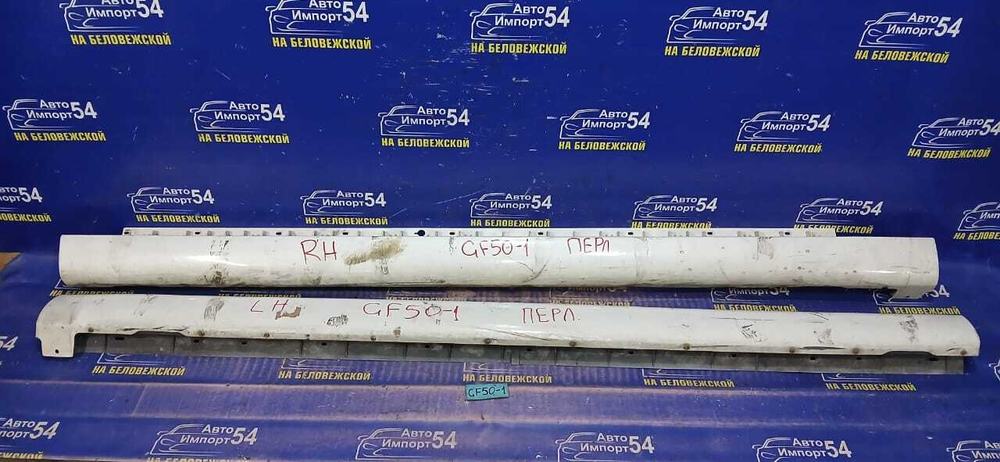 Авто
Импорт54
НА БЕЛОВЕЖСКОЙ
RH GF50-1 ПЕРЛ
LH GF50-1 ПЕРЛ
GF50-1